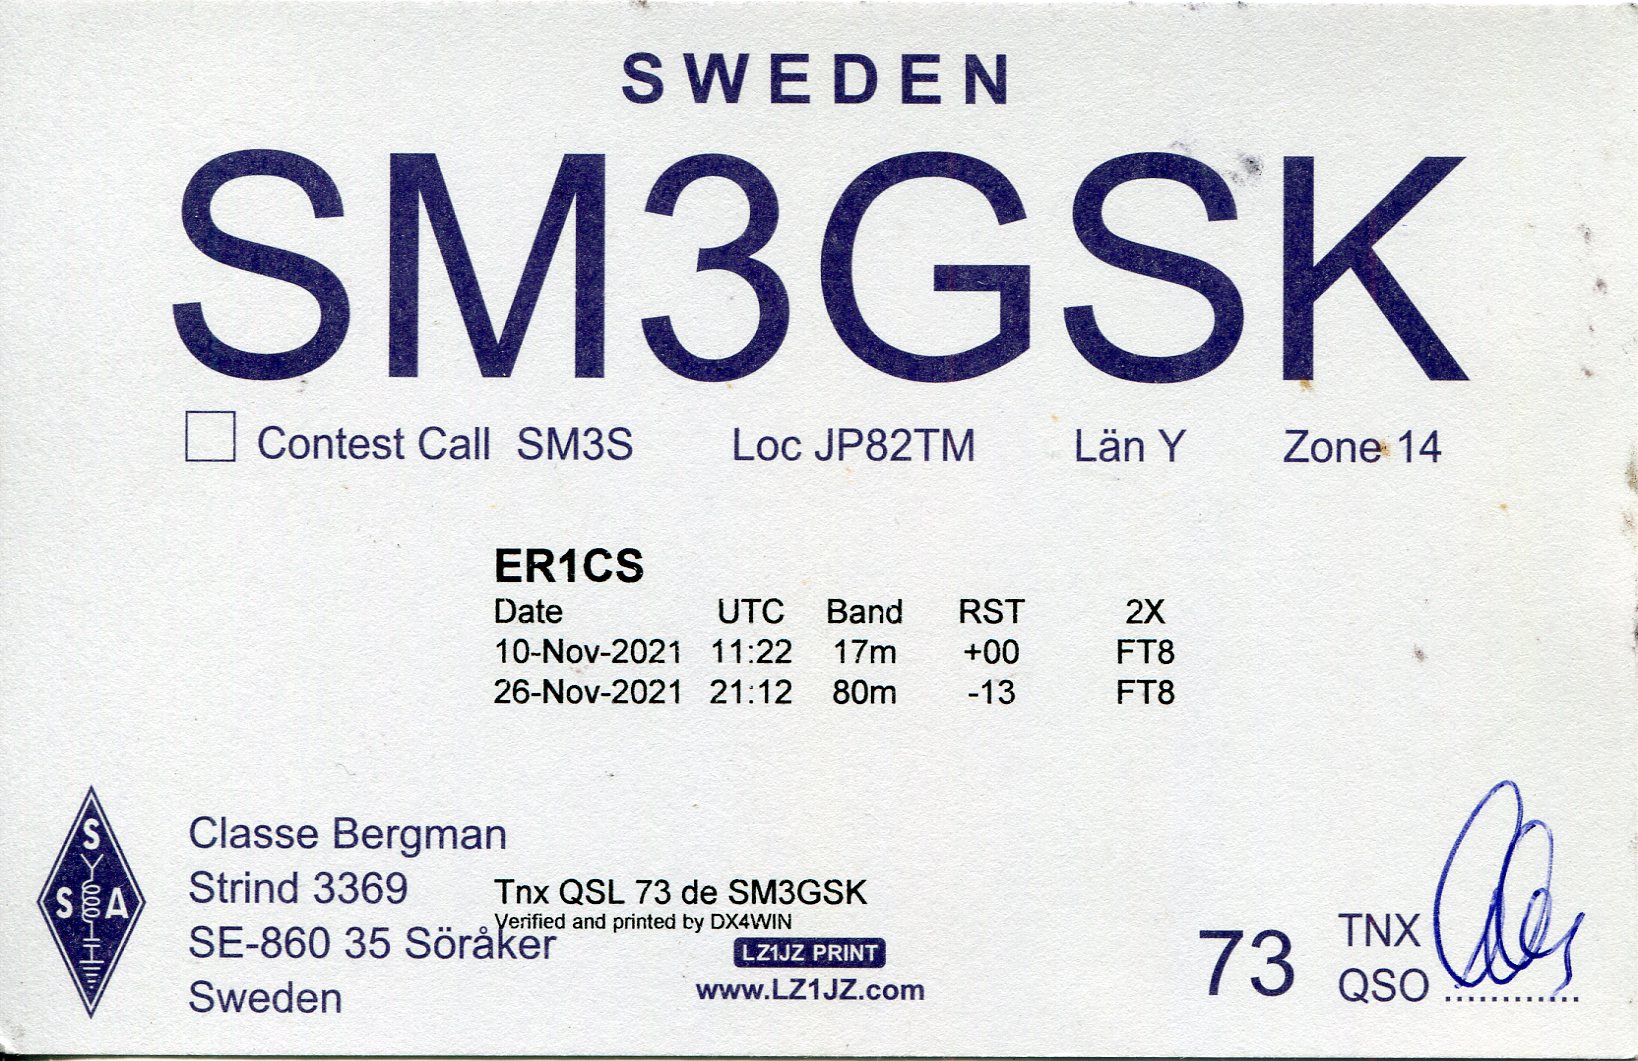 SWEDEN
SM3GSK
Contest Call SM3S Loc JP82TM Län Y Zone 14
ER1CS
Date UTC Band RST 2X
10-Nov-2021 11:22 17m +00 FT8
26-Nov-2021 21:12 80m -13 FT8
SSA
Classe Bergman
Strind 3369
SE-860 35 Söråker
Sweden
Tnx QSL 73 de SM3GSK
Verified and printed by DX4WIN
LZ1JZ PRINT
www.LZ1JZ.com
73 TNX
QSO